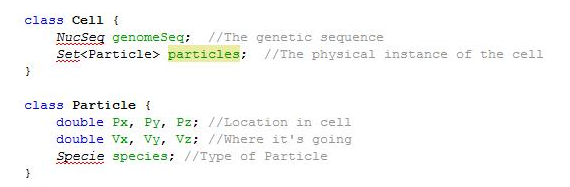 class Cell {
NucSeq genomeSeq; //The genetic sequence
Set<Particle> particles; //The physical instance of the cell
}
class Particle {
double Px, Py, Pz; //Location in cell
double Vx, Vy, Vz; //Where it's going
Specie species; //Type of Particle
}